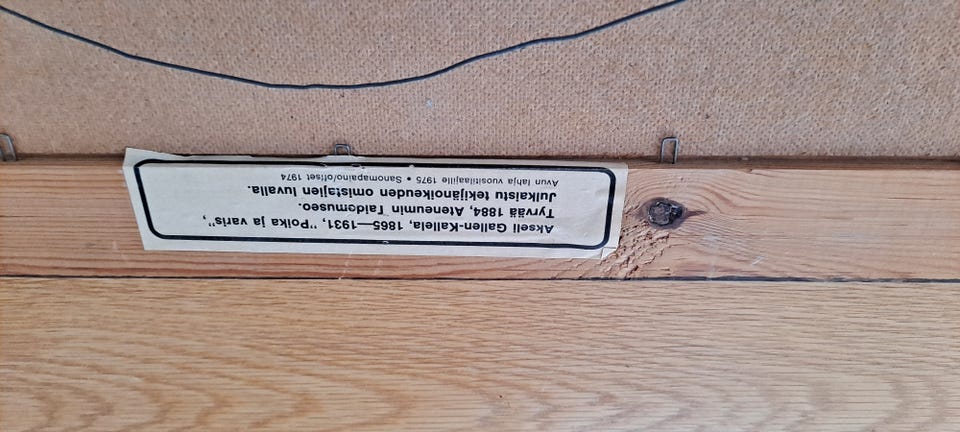 Akseli Gallen-Kallela, 1865—1931, "Poika ja varis",
Tyrvää 1884, Ateneumin Taidemuseo.
Julkaistu tekijänoikeuden omistajien luvalla.
Avun lahja vuositilaajille 1975 • Sanomapaino/offset 1974